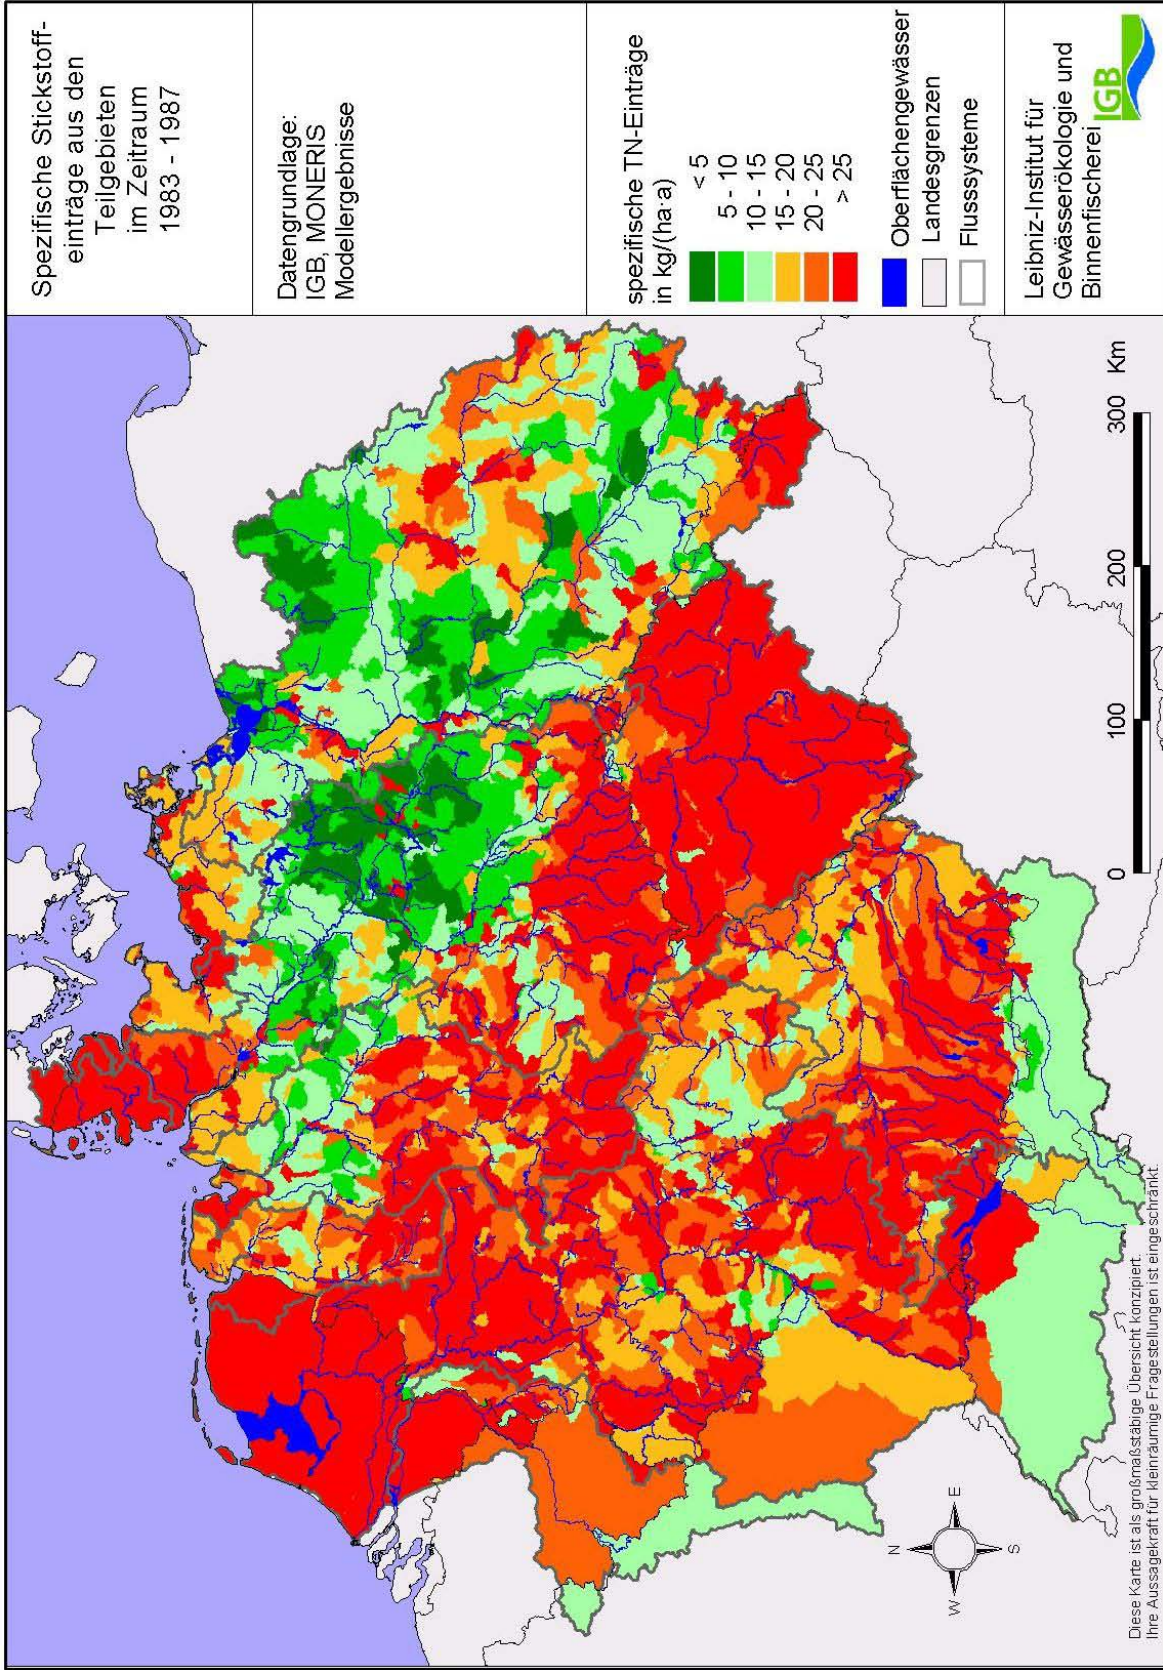 Spezifische Stickstoff-
einträge aus den
Teilgebieten
im Zeitraum
1983 - 1987
Datengrundlage:
IGB, MONERIS
Modellergebnisse
spezifische TN-Einträge
in kg/(ha·a)
< 5
5 - 10
10 - 15
15 - 20
20 - 25
> 25
Oberflächengewässer
Landesgrenzen
Flusssysteme
Leibniz-Institut für
Gewässerökologie und
Binnenfischerei
IGB
0 100 200 300 Km
N
W E
S
Diese Karte ist als großmaßstäbige Übersicht konzipiert.
Ihre Aussagekraft für kleinräumige Fragestellungen ist eingeschränkt.